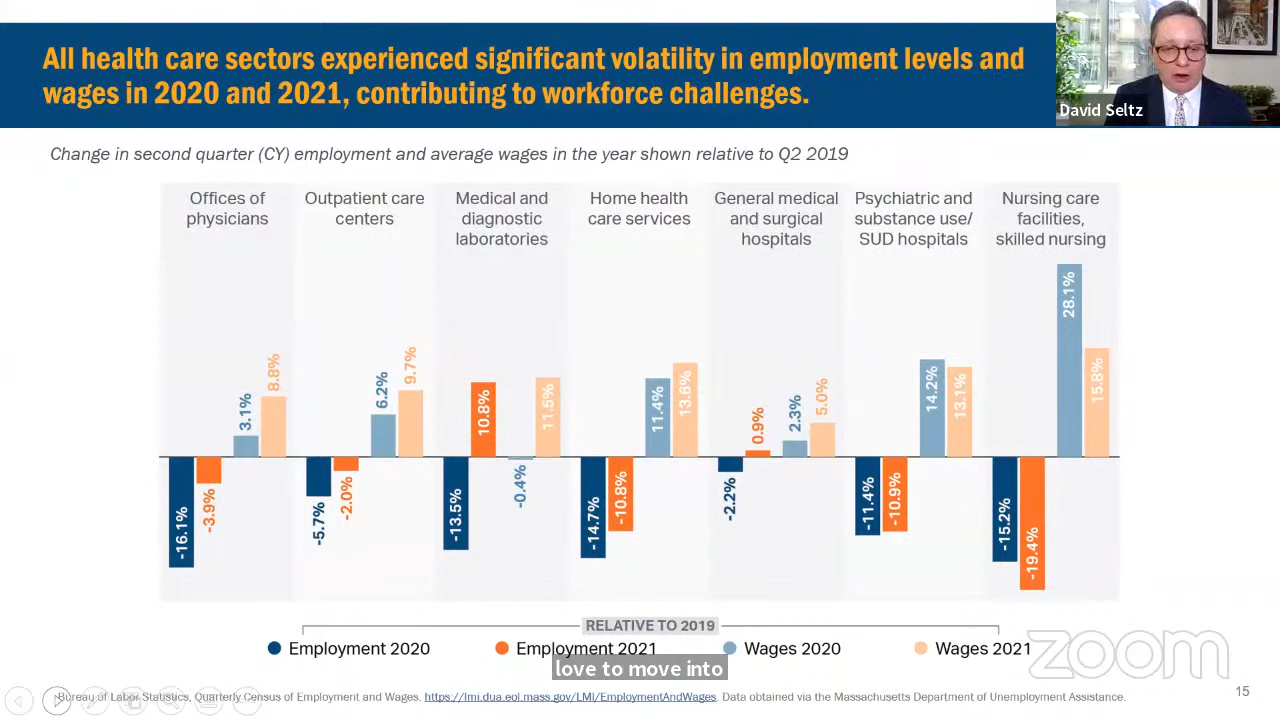 All health care sectors experienced significant volatility in employment levels and
wages in 2020 and 2021, contributing to workforce challenges.
David Seltz
Change in second quarter (CY) employment and average wages in the year shown relative to Q2 2019
Offices of
physicians
Outpatient care
centers
Medical and
diagnostic
laboratories
Home health
care services
General medical
and surgical
hospitals
Psychiatric and
substance use/
SUD hospitals
Nursing care
facilities,
skilled nursing
-16.1%
-3.9%
3.1%
8.8%
-5.7%
-2.0%
6.2%
9.7%
-13.5%
10.8%
-0.4%
11.5%
-14.7%
-10.8%
11.4%
13.6%
-2.2%
0.9%
2.3%
5.0%
-11.4%
-10.9%
14.2%
13.1%
-15.2%
-19.4%
28.1%
15.8%
RELATIVE TO 2019
Employment 2020
Employment 2021
Wages 2020
Wages 2021
love to move into
zoom
Bureau of Labor Statistics, Quarterly Census of Employment and Wages. https://lmi.dua.eol.mass.gov/LMI/EmploymentAndWages. Data obtained via the Massachusetts Department of Unemployment Assistance.
15